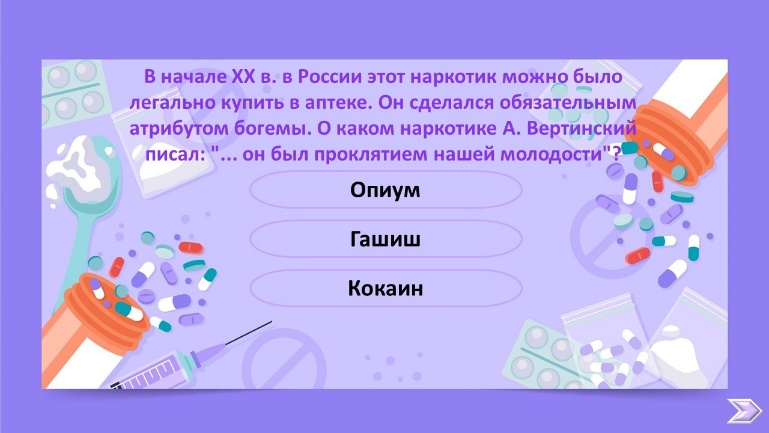 В начале XX в. в России этот наркотик можно было
легально купить в аптеке. Он сделался обязательным
атрибутом богемы. О каком наркотике А. Вертинский
писал: "... он был проклятием нашей молодости"?
Опиум
Гашиш
Кокаин